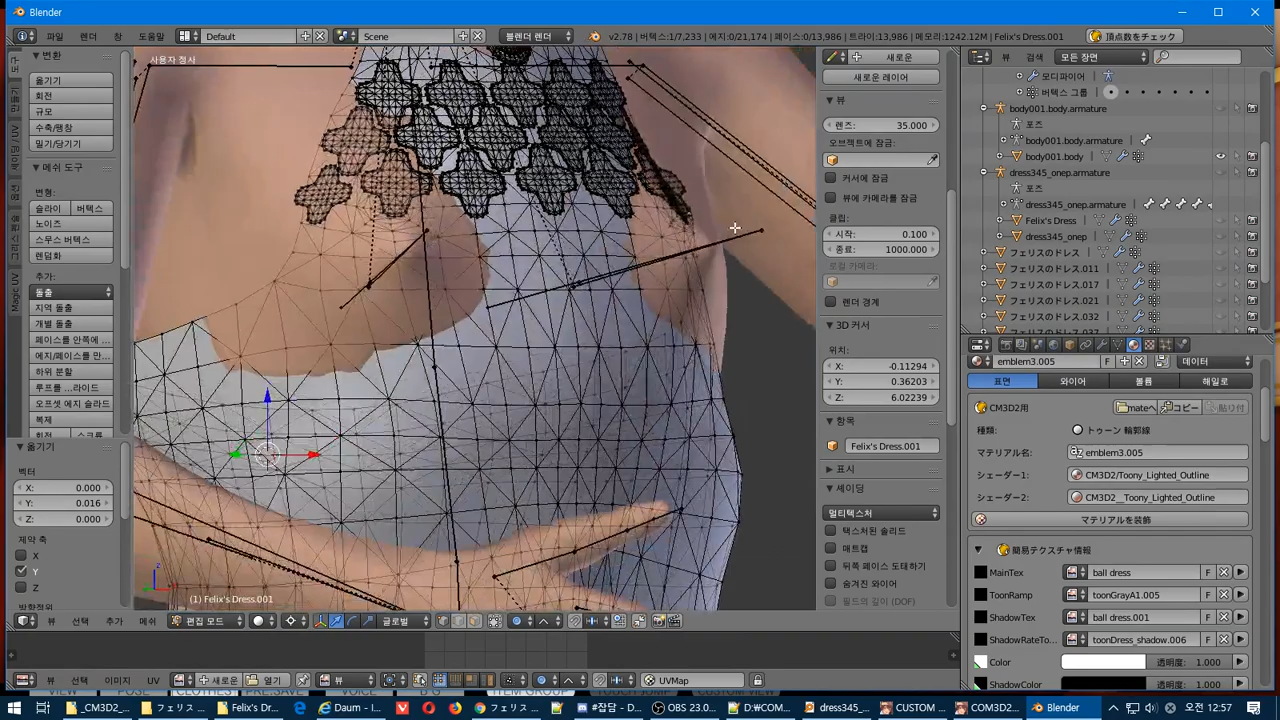 Blender
파일 렌더 창 도움말 Default Scene 블렌더 렌더 v2.78 | 버텍스:1/7,233 | 에지:0/21,174 | 페이스:0/13,986 | 트라이:13,986 | 메모리:1242.12M | Felix's Dress.001 頂点数をチェック
사용자 정사
변환
옮기기
회전
규모
수축/팽창
밀기/당기기
메쉬 도구
변형:
슬라이 버텍스
노이즈
스무스 버텍스
랜덤화
추가:
돌출
지역 돌출
개별 돌출
페이스를 안쪽에 ...
에지/페이스를 만...
하위 분할
루프를 ...라이드
오프셋 에지 슬라이드
복제
회전 스크류
옮기기
벡터
X: 0.000
Y: 0.016
Z: 0.000
제약 축
X
Y
Z
방향정위
(1) Felix's Dress.001
뷰 선택 추가 메쉬 편집 모드 글로벌
새로운
새로운 레이어
뷰
렌즈: 35.000
오브젝트에 잠금:
커서에 잠금
뷰에 카메라를 잠금
클립:
시작: 0.100
종료: 1000.000
로컬 카메라:
렌더 경계
3D 커서
위치:
X: -0.11294
Y: 0.36203
Z: 6.02239
항목
Felix's Dress.001
표시
셰이딩
멀티텍스처
텍스처된 솔리드
매트캡
뒤쪽 페이스 도태하기
숨겨진 와이어
필드의 깊이 (DOF)
뷰 검색 모든 장면
모디파이어
버텍스 그룹
body001.body.armature
포즈
body001.body.armature
body001.body
dress345_onep.armature
포즈
dress345_onep.armature
Felix's Dress
dress345_onep
フェリスのドレス
フェリスのドレス.011
フェリスのドレス.017
フェリスのドレス.021
フェリスのドレス.032
emblem3.005 F 데이터
표면 와이어 볼륨 해일로
CM3D2用 mateへ コピー 貼り付
種類: トゥーン 輪郭線
マテリアル名: emblem3.005
シェーダー1: CM3D2/Toony_Lighted_Outline
シェーダー2: CM3D2__Toony_Lighted_Outline
マテリアルを装飾
簡易テクスチャ情報
MainTex ball dress F
ToonRamp toonGrayA1.005 F
ShadowTex ball dress.001 F
ShadowRateTo... toonDress_shadow.006 F
Color 透明度: 1.000
ShadowColor 透明度: 1.000
뷰 선택 이미지 UV 새로운 열기 뷰 UVMap
_CM3D2_... フェリス ... Felix's D... Daum - I... フェリス ... #잡담 - D... OBS 23.0... D:₩COM... dress345_... CUSTOM ... COM3D2... Blender 오전 12:57